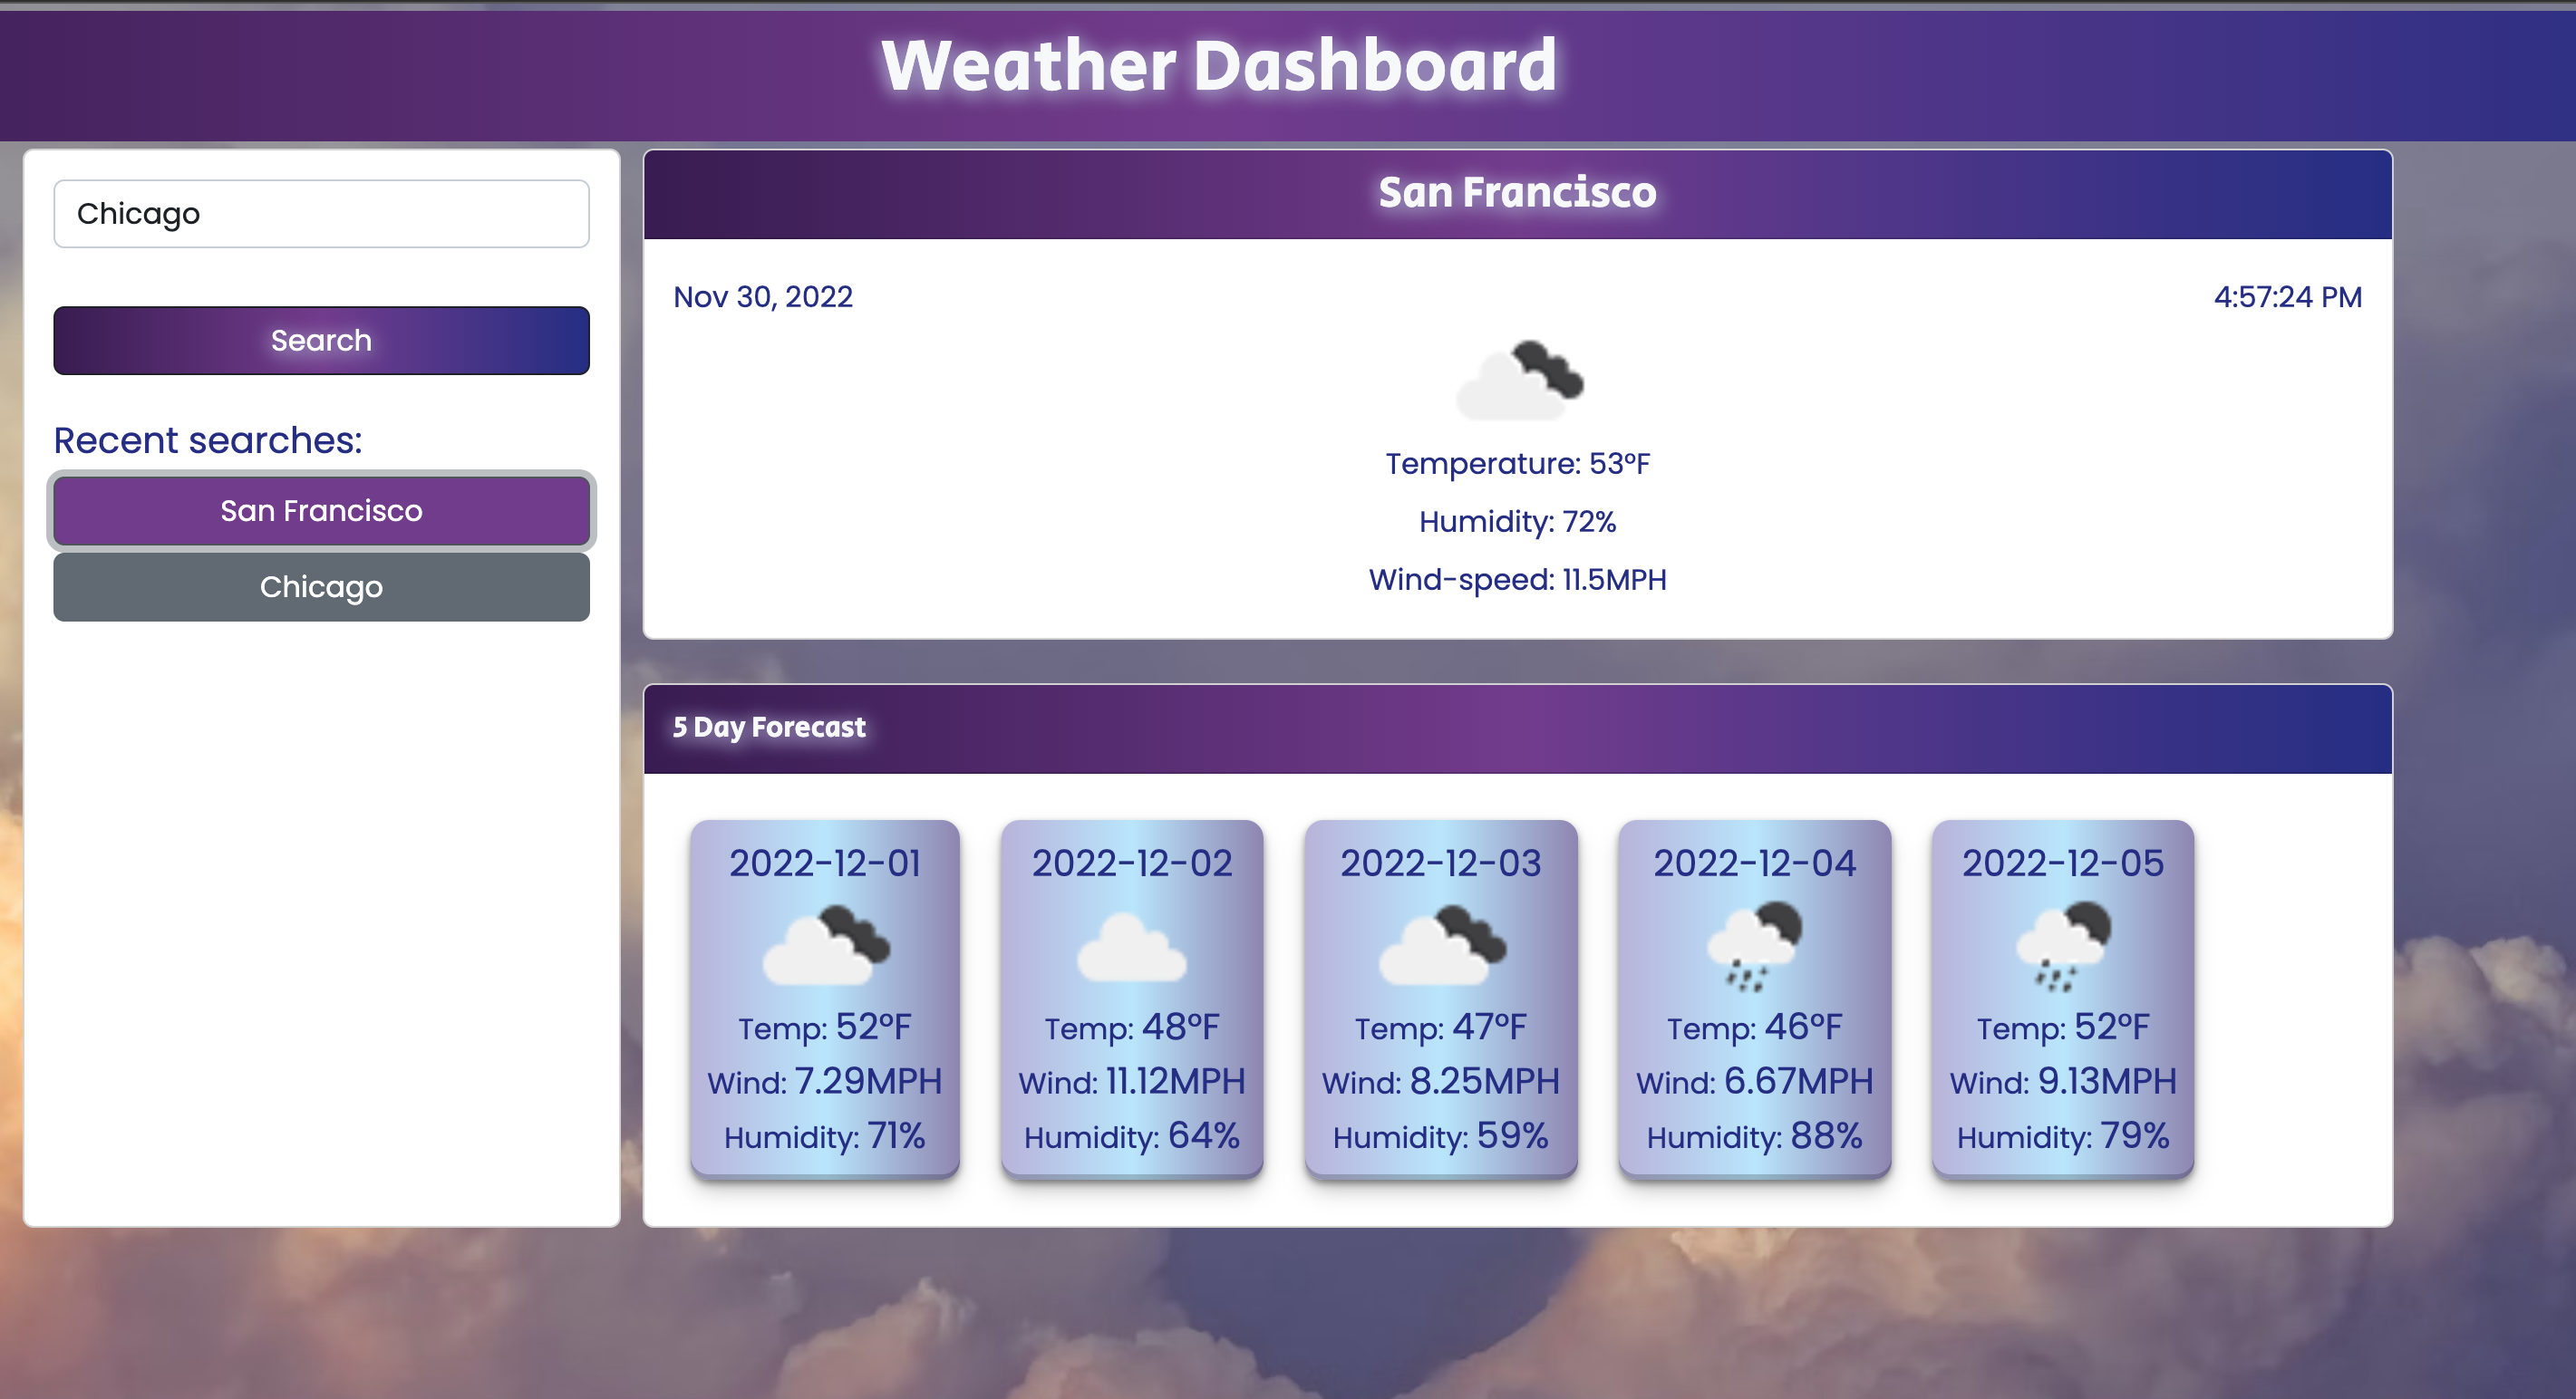 Weather Dashboard
Chicago
Search
Recent searches:
San Francisco
Chicago
San Francisco
Nov 30, 2022
4:57:24 PM
Temperature: 53°F
Humidity: 72%
Wind-speed: 11.5MPH
5 Day Forecast
2022-12-01
Temp: 52°F
Wind: 7.29MPH
Humidity: 71%
2022-12-02
Temp: 48°F
Wind: 11.12MPH
Humidity: 64%
2022-12-03
Temp: 47°F
Wind: 8.25MPH
Humidity: 59%
2022-12-04
Temp: 46°F
Wind: 6.67MPH
Humidity: 88%
2022-12-05
Temp: 52°F
Wind: 9.13MPH
Humidity: 79%